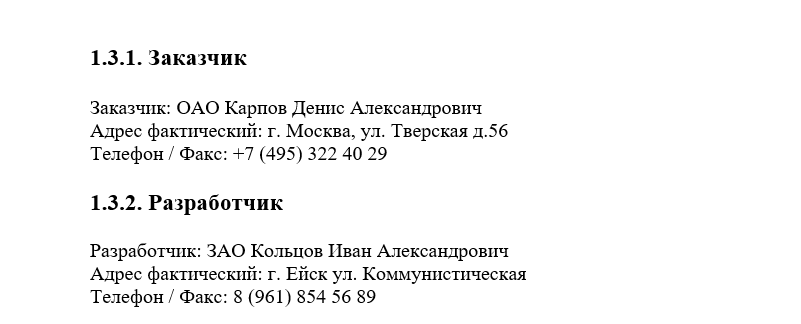 1.3.1. Заказчик
Заказчик: ОАО Карпов Денис Александрович
Адрес фактический: г. Москва, ул. Тверская д.56
Телефон / Факс: +7 (495) 322 40 29
1.3.2. Разработчик
Разработчик: ЗАО Кольцов Иван Александрович
Адрес фактический: г. Ейск ул. Коммунистическая
Телефон / Факс: 8 (961) 854 56 89